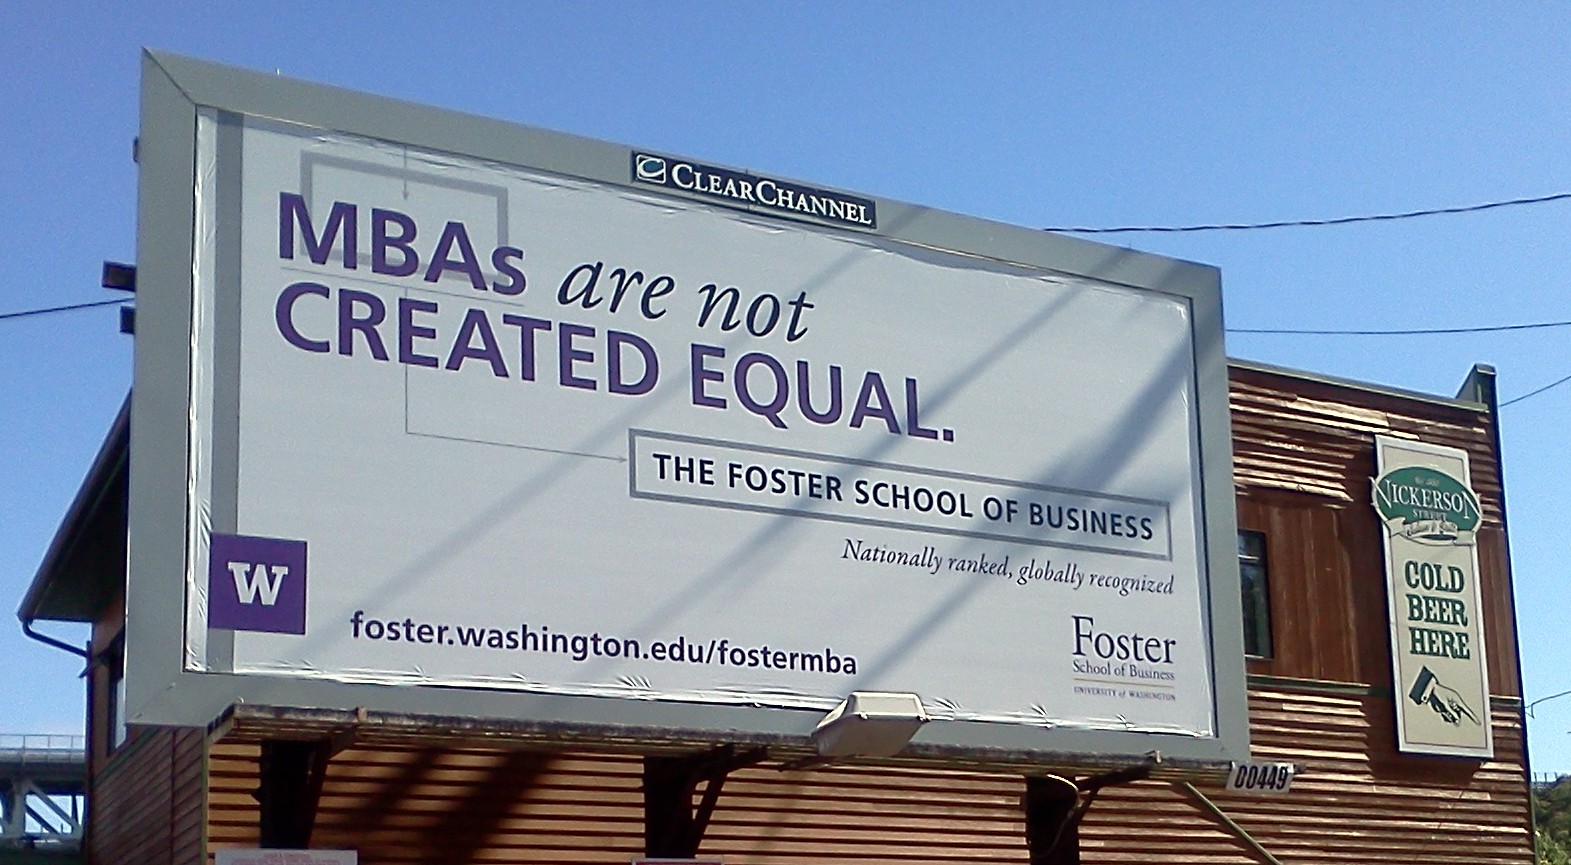 CLEARCHANNEL
MBAs are not
CREATED EQUAL.
THE FOSTER SCHOOL OF BUSINESS
Nationally ranked, globally recognized
W
foster.washington.edu/fostermba
Foster
School of Business
UNIVERSITY of WASHINGTON
00449
NICKERSON
STREET
COLD
BEER
HERE